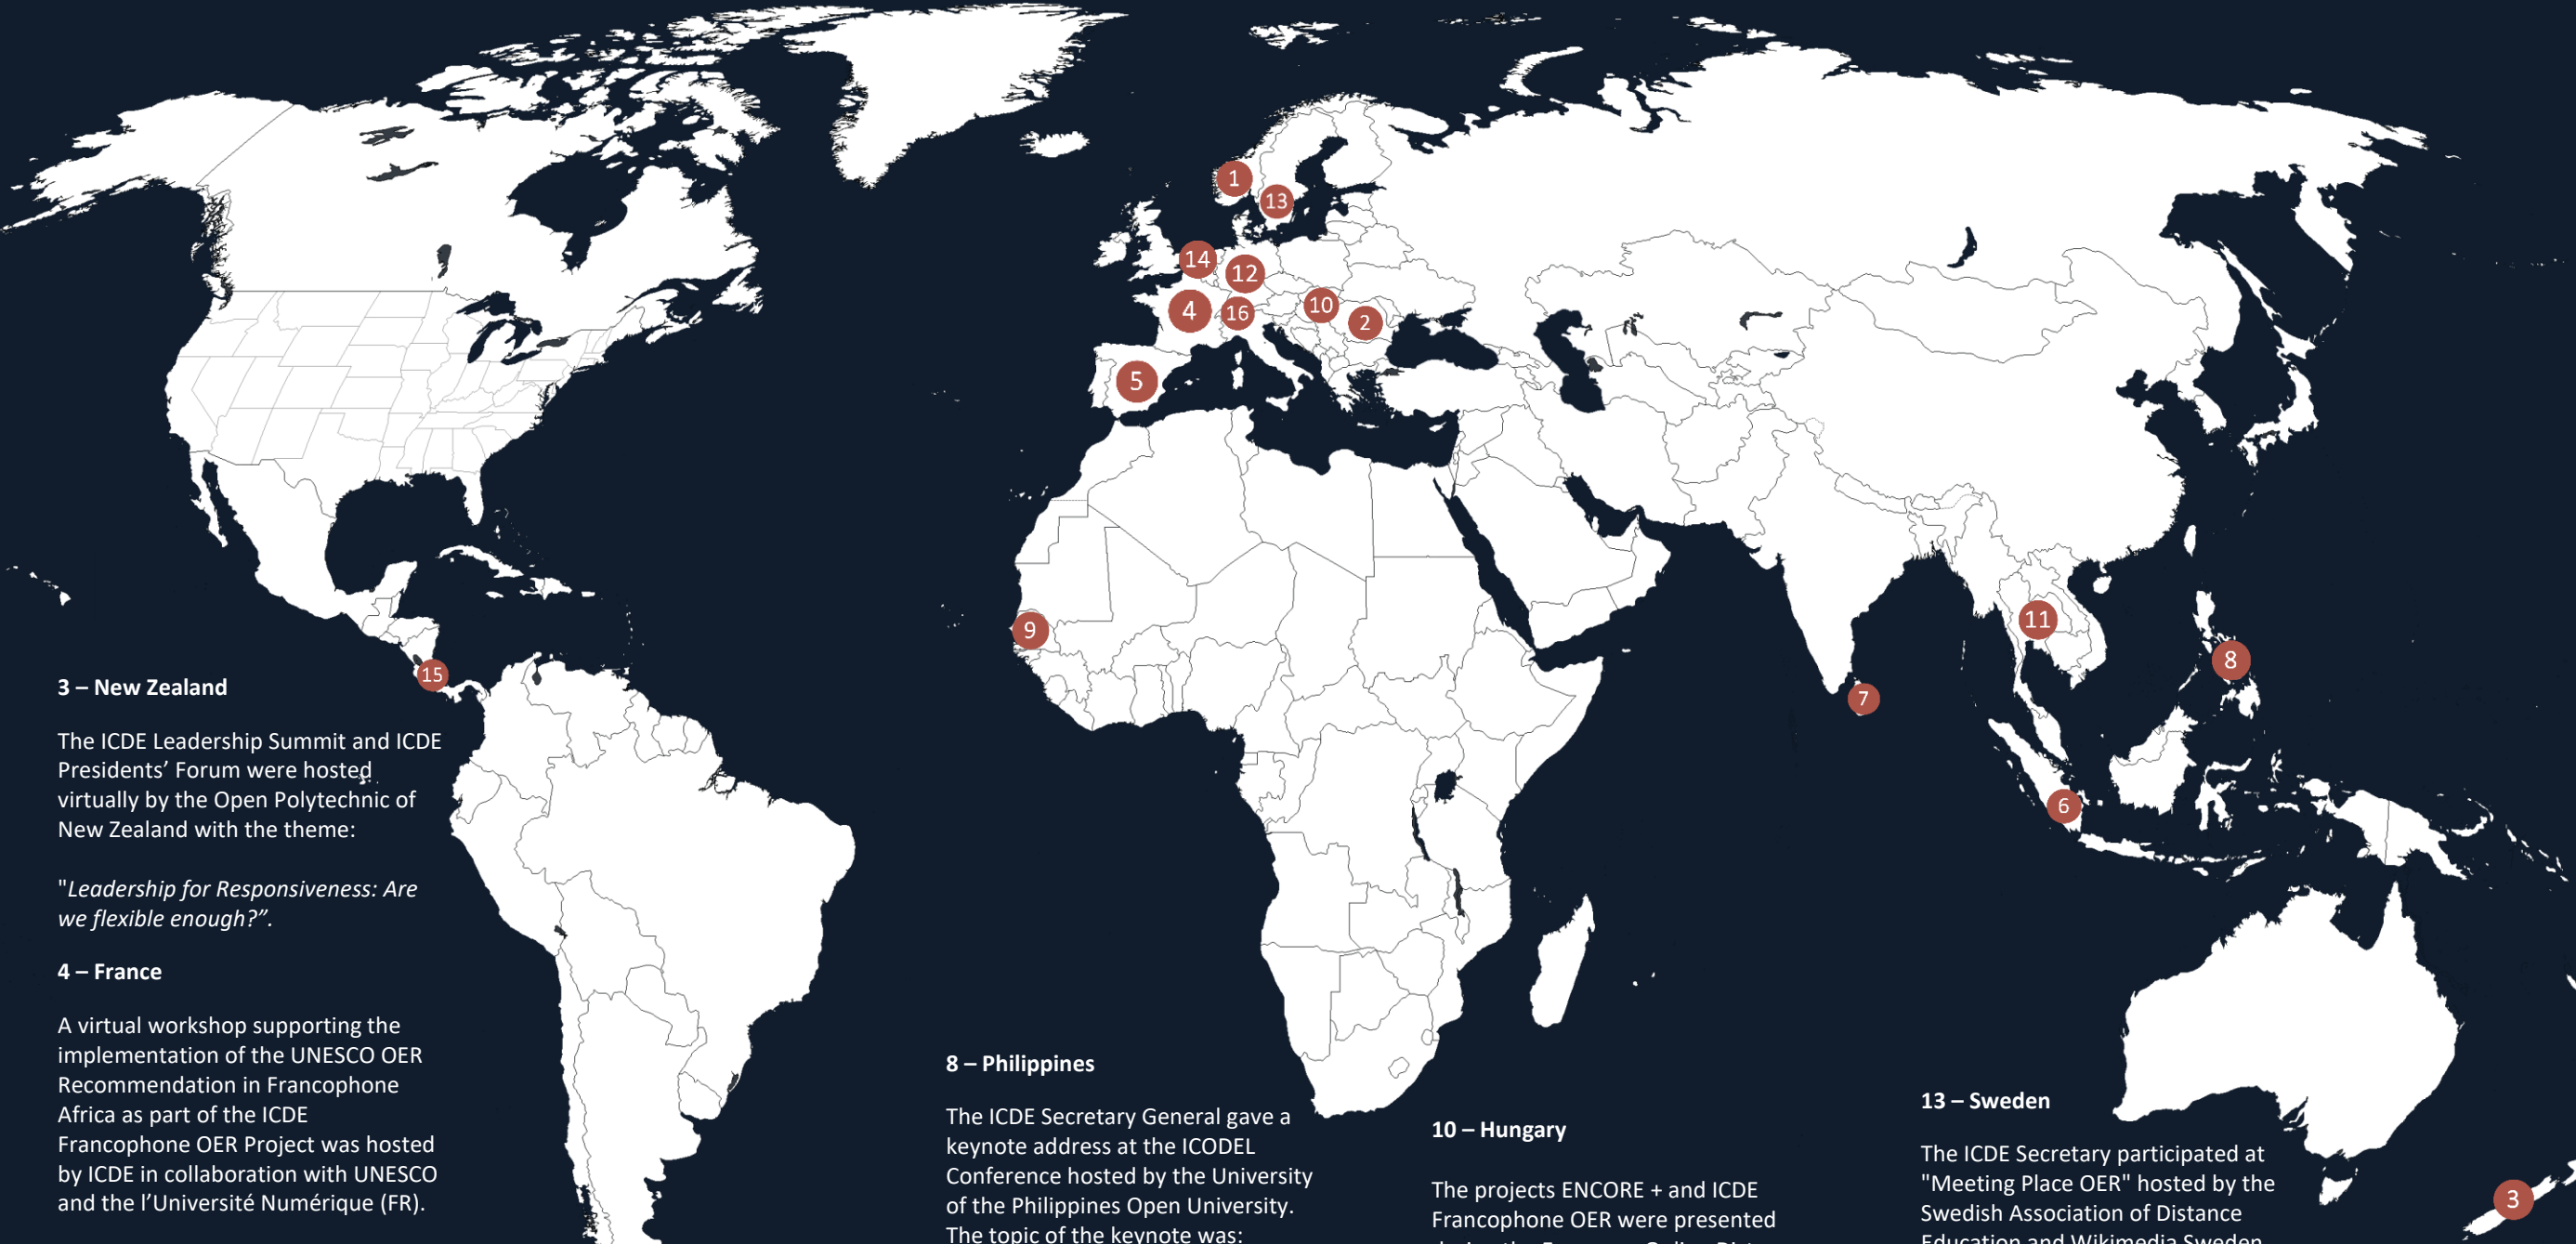 1
13
14
12
4
16
10
2
5
9
11
8
15
7
6
3
3 – New Zealand
The ICDE Leadership Summit and ICDE
Presidents’ Forum were hosted
virtually by the Open Polytechnic of
New Zealand with the theme:
"Leadership for Responsiveness: Are
we flexible enough?”.
4 – France
A virtual workshop supporting the
implementation of the UNESCO OER
Recommendation in Francophone
Africa as part of the ICDE
Francophone OER Project was hosted
by ICDE in collaboration with UNESCO
and the l’Université Numérique (FR).
8 – Philippines
The ICDE Secretary General gave a
keynote address at the ICODEL
Conference hosted by the University
of the Philippines Open University.
The topic of the keynote was:
10 – Hungary
The projects ENCORE + and ICDE
Francophone OER were presented
13 – Sweden
The ICDE Secretary participated at
"Meeting Place OER" hosted by the
Swedish Association of Distance
Education and Wikimedia Sweden